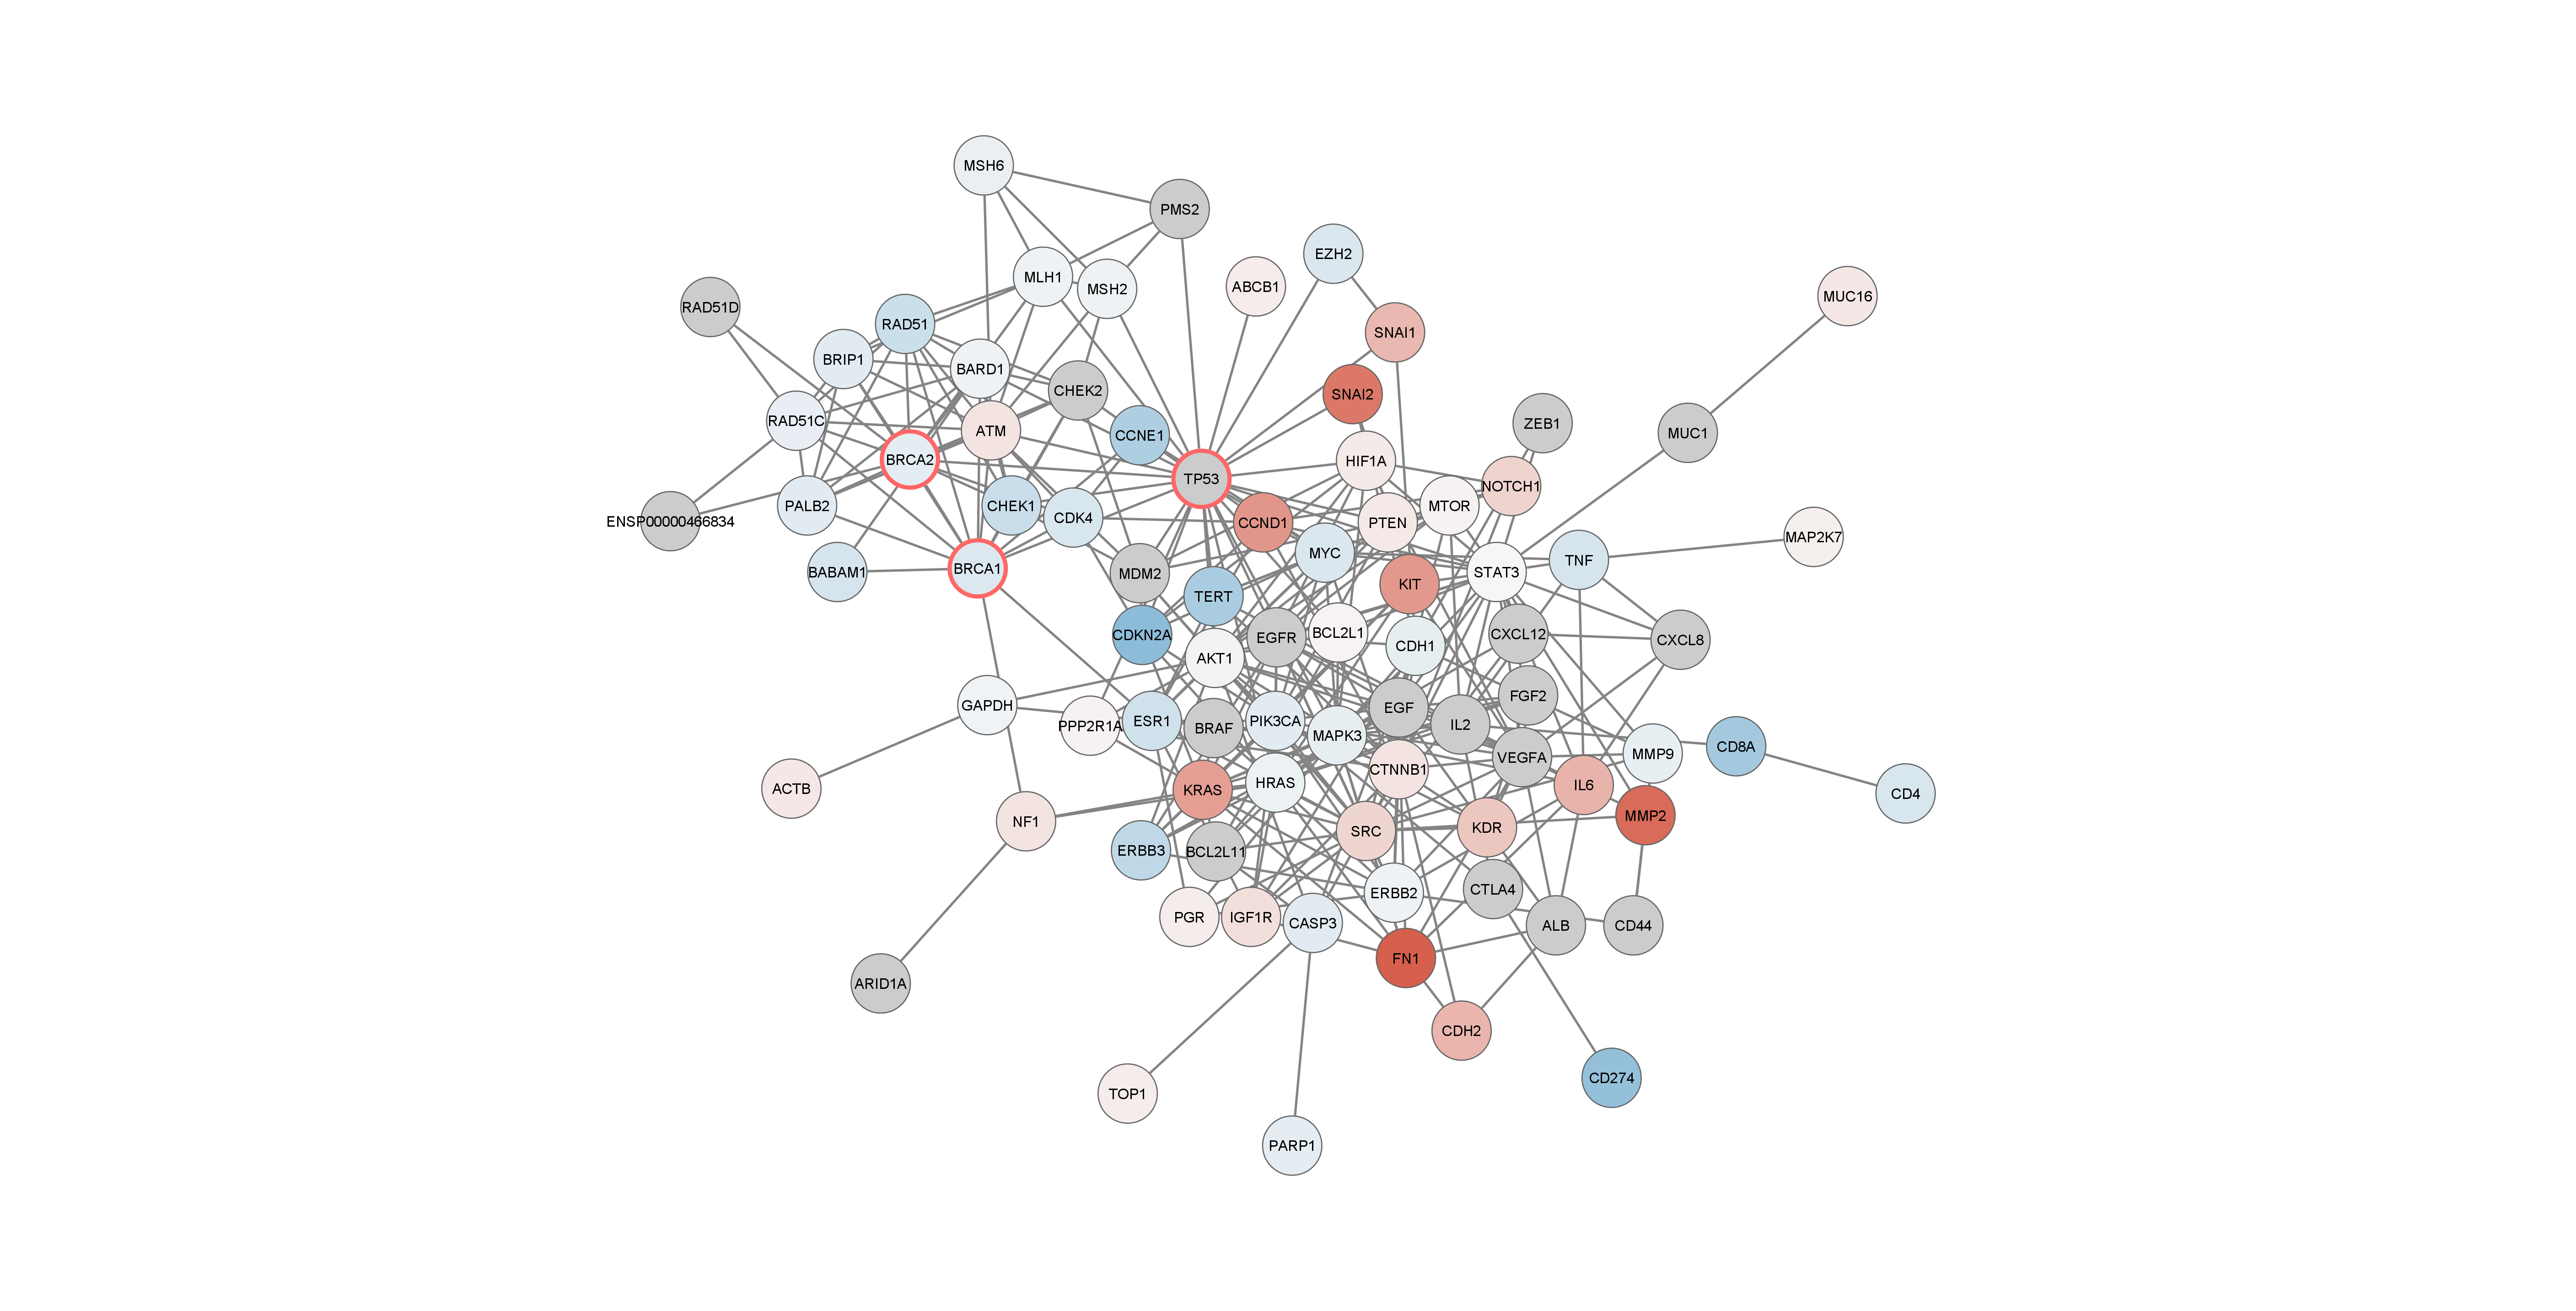 MSH6
PMS2
EZH2
MLH1
ABCB1
MSH2
MUC16
RAD51D
RAD51
SNAI1
BRIP1
BARD1
CHEK2
SNAI2
RAD51C
ZEB1
ATM
CCNE1
MUC1
BRCA2
HIF1A
TP53
NOTCH1
PALB2
CHEK1
MTOR
CDK4
ENSP00000466834
CCND1
PTEN
MAP2K7
MYC
TNF
BRCA1
BABAM1
MDM2
STAT3
KIT
TERT
BCL2L1
CXCL12
CDKN2A
EGFR
CXCL8
CDH1
AKT1
FGF2
GAPDH
EGF
ESR1
PIK3CA
PPP2R1A
IL2
BRAF
MAPK3
CD8A
MMP9
VEGFA
CTNNB1
HRAS
IL6
ACTB
KRAS
CD4
MMP2
NF1
KDR
SRC
ERBB3
BCL2L11
CTLA4
ERBB2
PGR
IGF1R
CASP3
ALB
CD44
FN1
ARID1A
CDH2
CD274
TOP1
PARP1